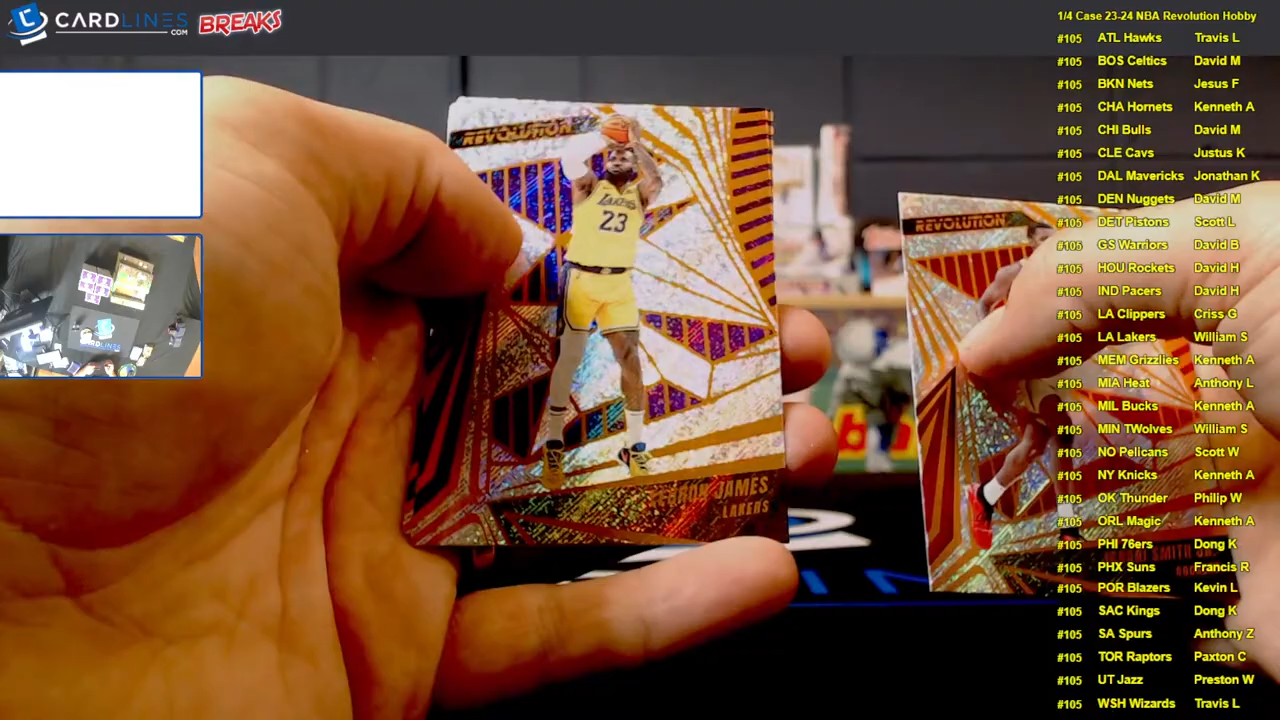 CARDLINES
.COM
BREAKS
1/4 Case 23-24 NBA Revolution Hobby
#105 ATL Hawks Travis L
#105 BOS Celtics David M
#105 BKN Nets Jesus F
#105 CHA Hornets Kenneth A
#105 CHI Bulls David M
#105 CLE Cavs Justus K
#105 DAL Mavericks Jonathan K
#105 DEN Nuggets David M
#105 DET Pistons Scott L
#105 GS Warriors David B
#105 HOU Rockets David H
#105 IND Pacers David H
#105 LA Clippers Criss G
#105 LA Lakers William S
#105 MEM Grizzlies Kenneth A
#105 MIA Heat Anthony L
#105 MIL Bucks Kenneth A
#105 MIN TWolves William S
#105 NO Pelicans Scott W
#105 NY Knicks Kenneth A
#105 OK Thunder Philip W
#105 ORL Magic Kenneth A
#105 PHI 76ers Dong K
#105 PHX Suns Francis R
#105 POR Blazers Kevin L
#105 SAC Kings Dong K
#105 SA Spurs Anthony Z
#105 TOR Raptors Paxton C
#105 UT Jazz Preston W
#105 WSH Wizards Travis L
REVOLUTION
LAKERS
23
LEBRON JAMES
LAKERS
REVOLUTION
SMITH JR.